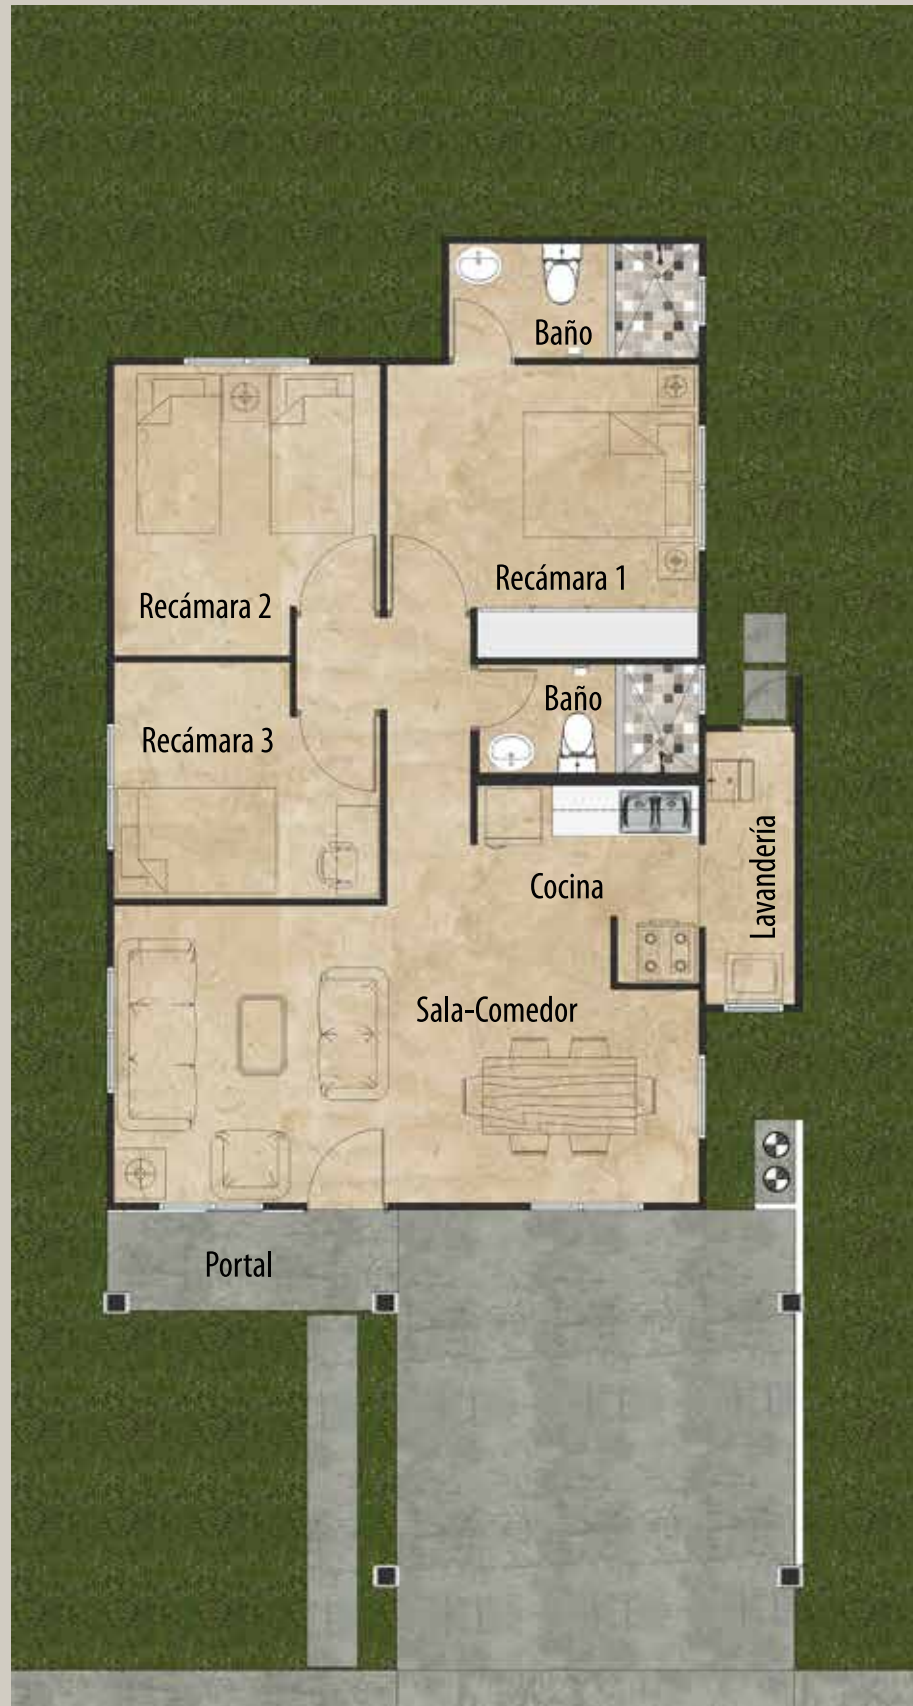 Baño
Recámara 1
Recámara 2
Baño
Recámara 3
Lavandería
Cocina
Sala-Comedor
Portal